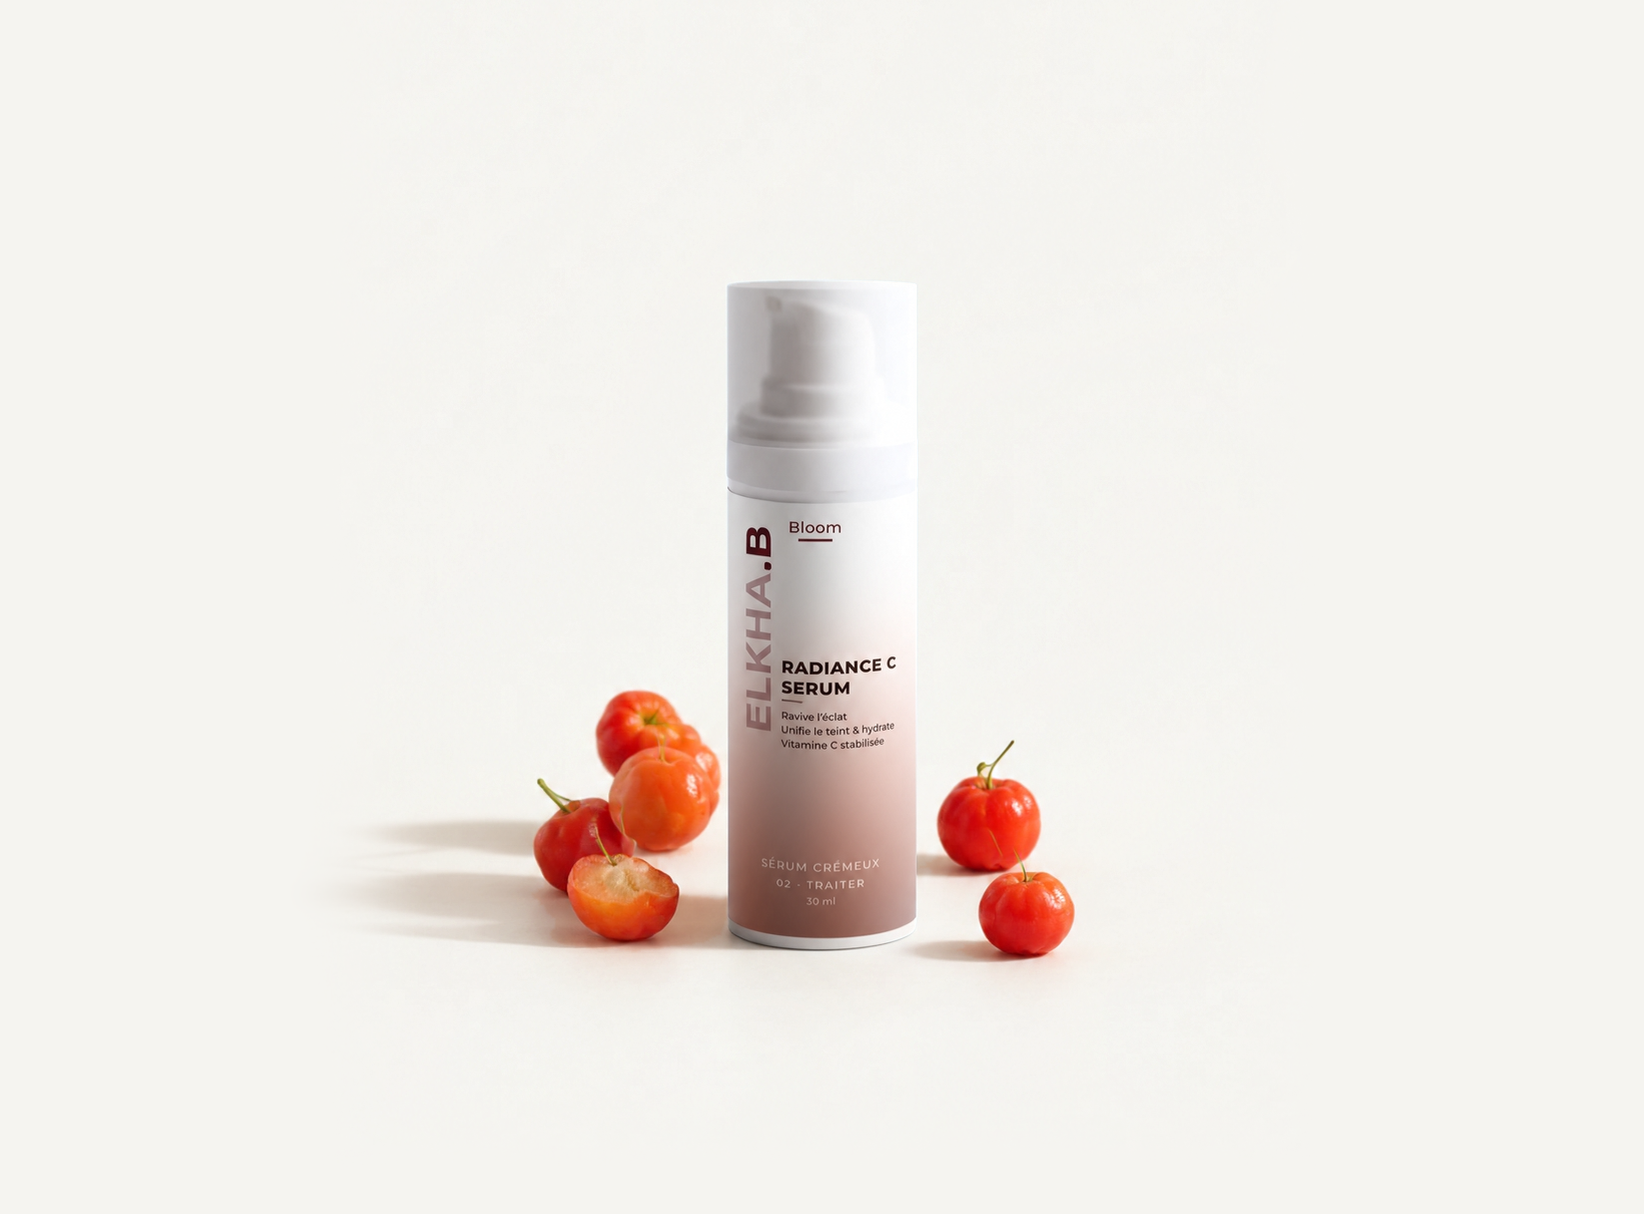 ELKHA.B
Bloom
RADIANCE C
SERUM
Ravive l'éclat
Unifie le teint & hydrate
Vitamine C stabilisée
SÉRUM CRÉMEUX
02 - TRAITER
30 ml